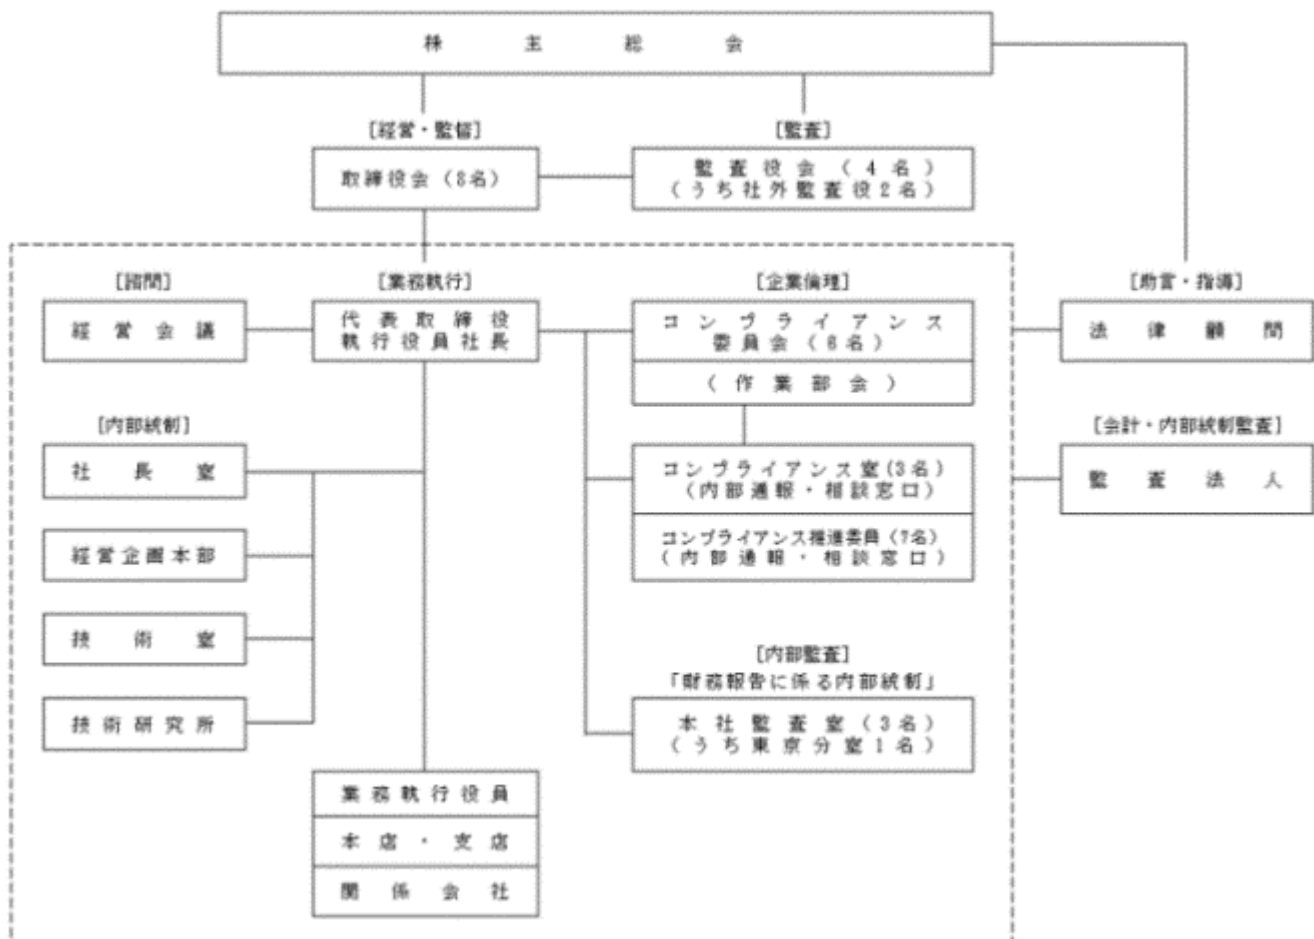 株主総会
[経営・監督]
[監査]
取締役会(8名)
監査役会(4名)
(うち社外監査役2名)
[諮問]
[業務執行]
[企業倫理]
[助言・指導]
経営会議
代表取締役
執行役員社長
コンプライアンス
委員会(6名)
(作業部会)
法律顧問
[内部統制]
[会計・内部統制監査]
社長室
コンプライアンス室(3名)
(内部通報・相談窓口)
監査法人
経営企画本部
コンプライアンス推進委員(7名)
(内部通報・相談窓口)
技術室
[内部監査]
「財務報告に係る内部統制」
技術研究所
本社監査室(3名)
(うち東京分室1名)
業務執行役員
本店・支店
関係会社